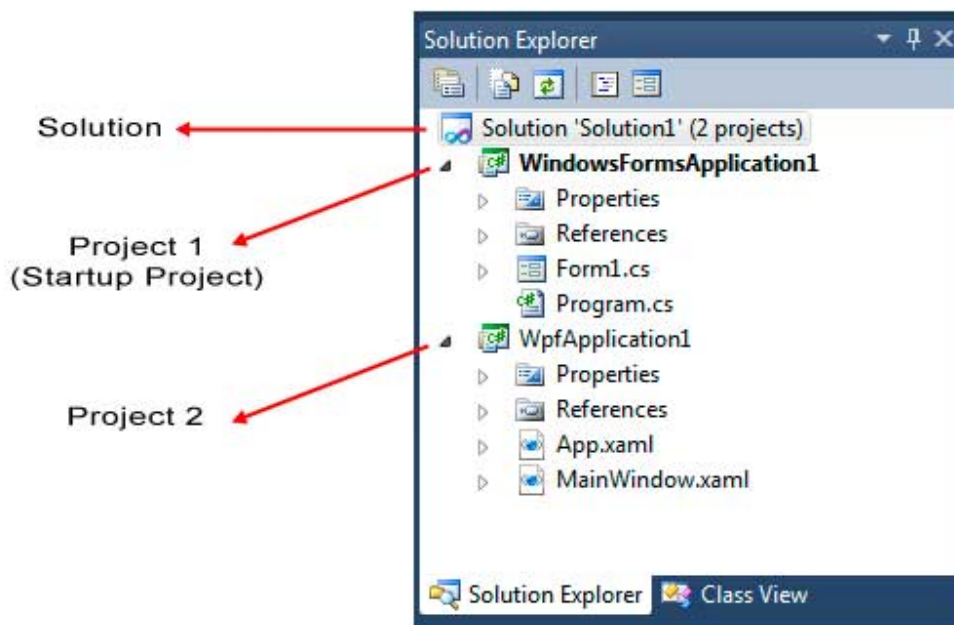 Solution Explorer
Solution
Solution 'Solution1' (2 projects)
WindowsFormsApplication1
Project 1
(Startup Project)
Properties
References
Form1.cs
Program.cs
WpfApplication1
Project 2
Properties
References
App.xaml
MainWindow.xaml
Solution Explorer
Class View